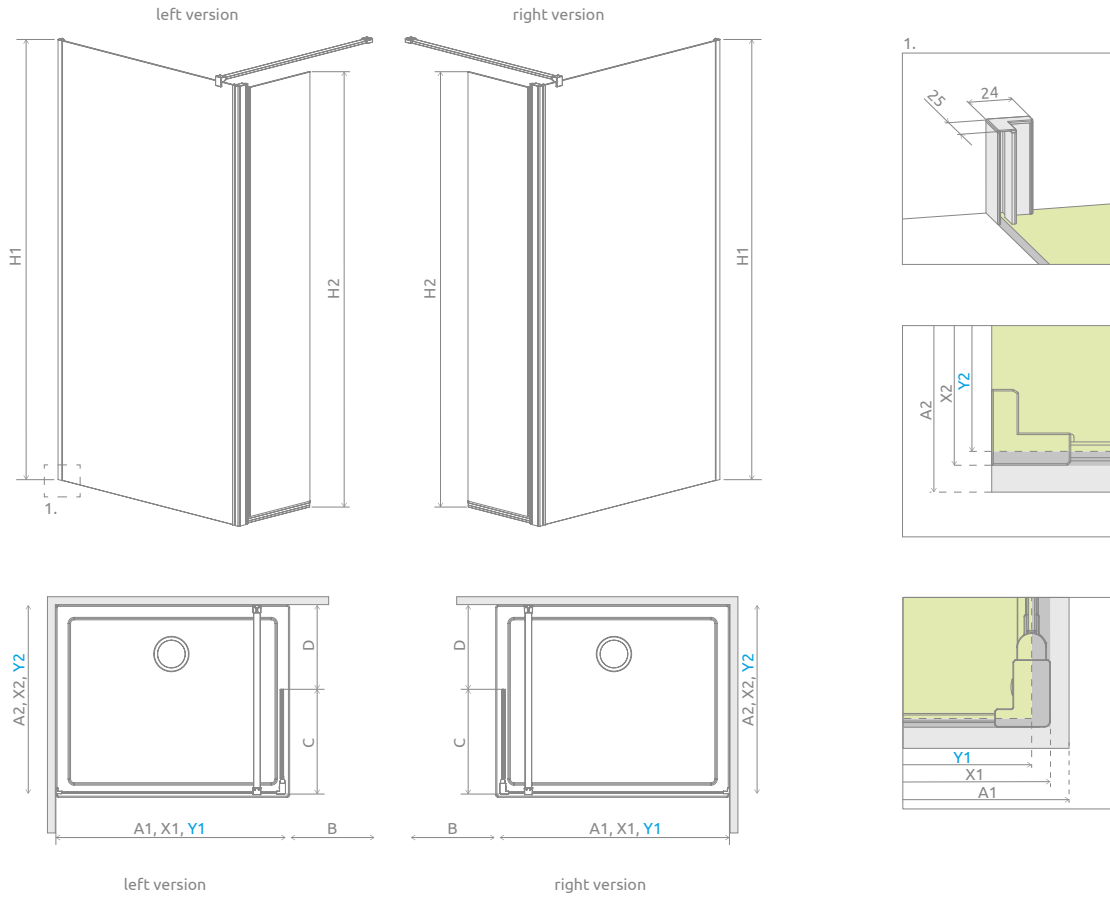 left version
right version
H1
H2
H2
H1
1.
1.
25
24
A2
X2
Y2
A2, X2, Y2
D
C
A1, X1, Y1
B
D
C
A2, X2, Y2
B
A1, X1, Y1
Y1
X1
A1
left version
right version